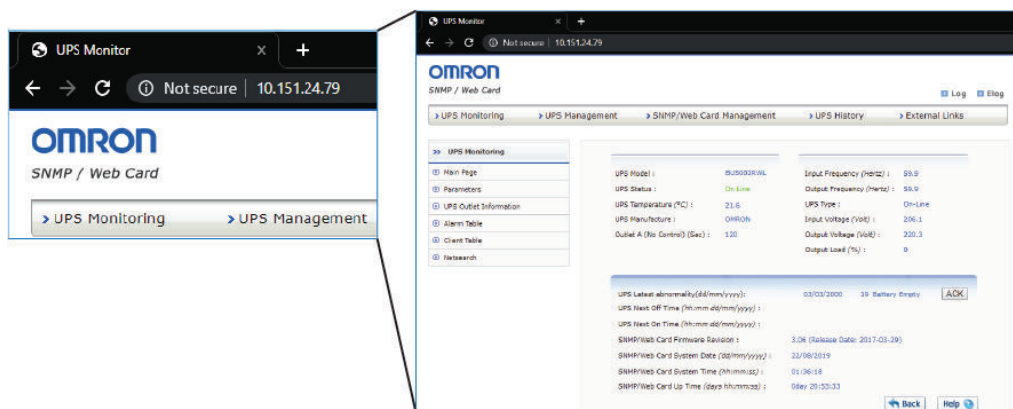 UPS Monitor
Not secure 10.151.24.79
OMRON
SNMP / Web Card
UPS Monitoring UPS Management
UPS Monitor
Not secure 10.151.24.79
OMRON
SNMP / Web Card
Log Elog
UPS Monitoring UPS Management SNMP/Web Card Management UPS History External Links
UPS Monitoring
Main Page
Parameters
UPS Outlet Information
Alarm Table
Client Table
Netsearch
UPS Model : BU5002RWL
UPS Status : On-Line
UPS Temperature (ºC) : 21.6
UPS Manufacture : OMRON
Outlet A (No Control) (Sec) : 120
Input Frequency (Hertz) : 59.9
Output Frequency (Hertz) : 59.9
UPS Type : On-Line
Input Voltage (Volt) : 206.1
Output Voltage (Volt) : 220.3
Output Load (%) : 0
UPS Latest abnormality(dd/mm/yyyy): 03/03/2000 19 Battery Empty ACK
UPS Next Off Time (hh:mm dd/mm/yyyy) :
UPS Next On Time (hh:mm dd/mm/yyyy) :
SNMP/Web Card Firmware Revision : 3.06 (Release Date: 2017-03-29)
SNMP/Web Card System Date (dd/mm/yyyy) : 22/08/2019
SNMP/Web Card System Time (hh:mm:ss) : 01:36:18
SNMP/Web Card Up Time (days hh:mm:ss) : 0day 20:53:33
Back Help